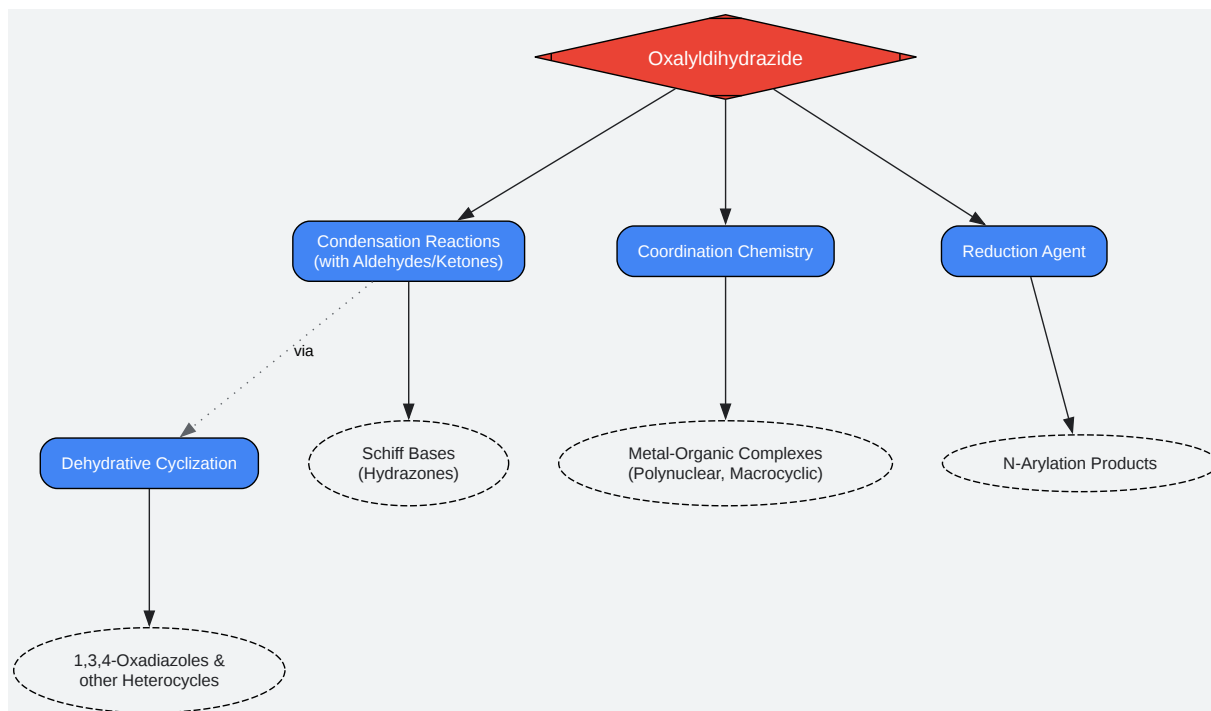 Oxalyldihydrazide
Condensation Reactions
(with Aldehydes/Ketones)
Coordination Chemistry
Reduction Agent
via
Dehydrative Cyclization
Schiff Bases
(Hydrazones)
Metal-Organic Complexes
(Polynuclear, Macrocyclic)
N-Arylation Products
1,3,4-Oxadiazoles &
other Heterocycles